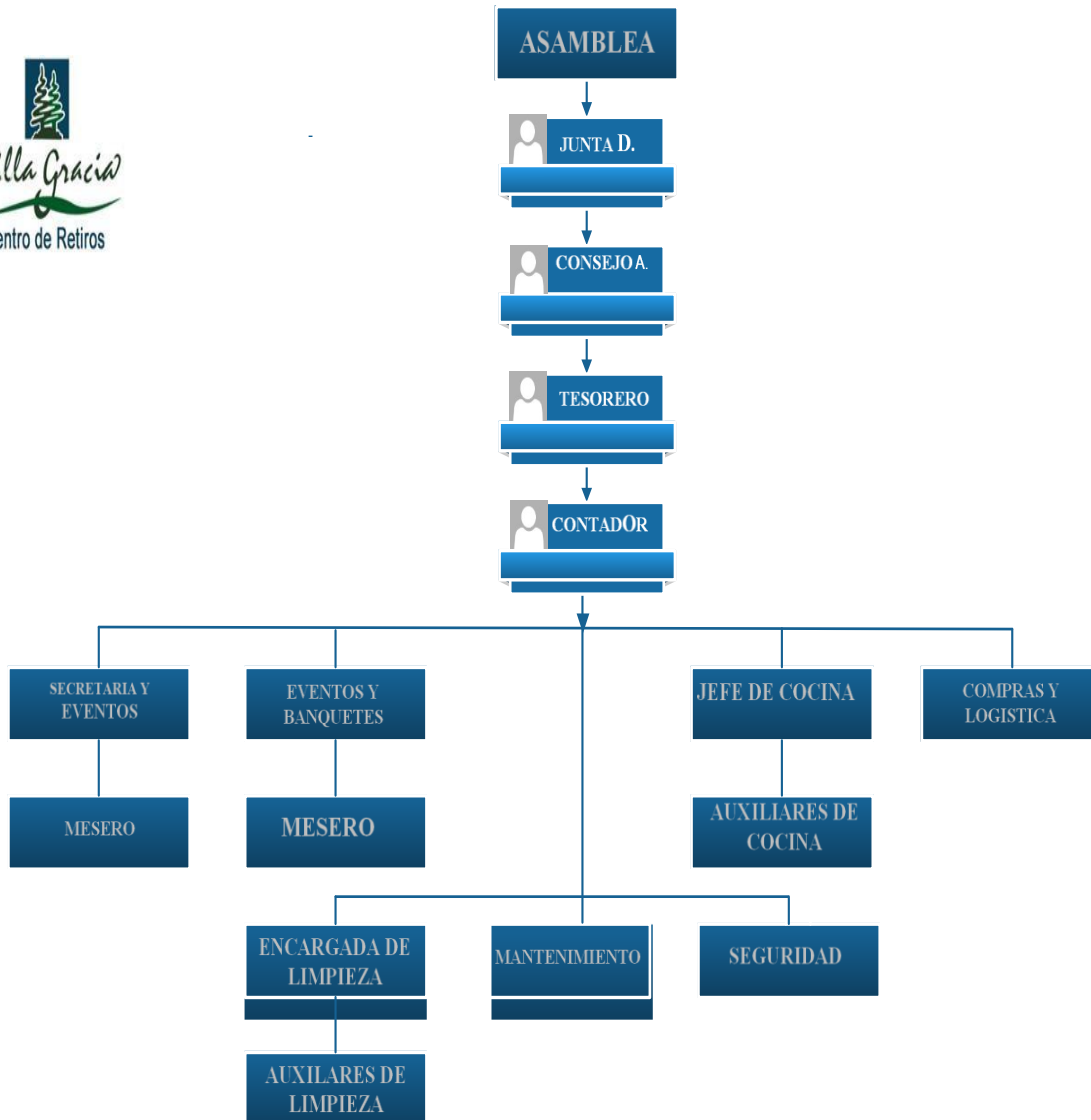 ASAMBLEA
lla Gracia
entro de Retiros
JUNTA D.
CONSEJO A.
TESORERO
CONTADOR
SECRETARIA Y
EVENTOS
EVENTOS Y
BANQUETES
JEFE DE COCINA
COMPRAS Y
LOGISTICA
MESERO
MESERO
AUXILIARES DE
COCINA
ENCARGADA DE
LIMPIEZA
MANTENIMIENTO
SEGURIDAD
AUXILARES DE
LIMPIEZA